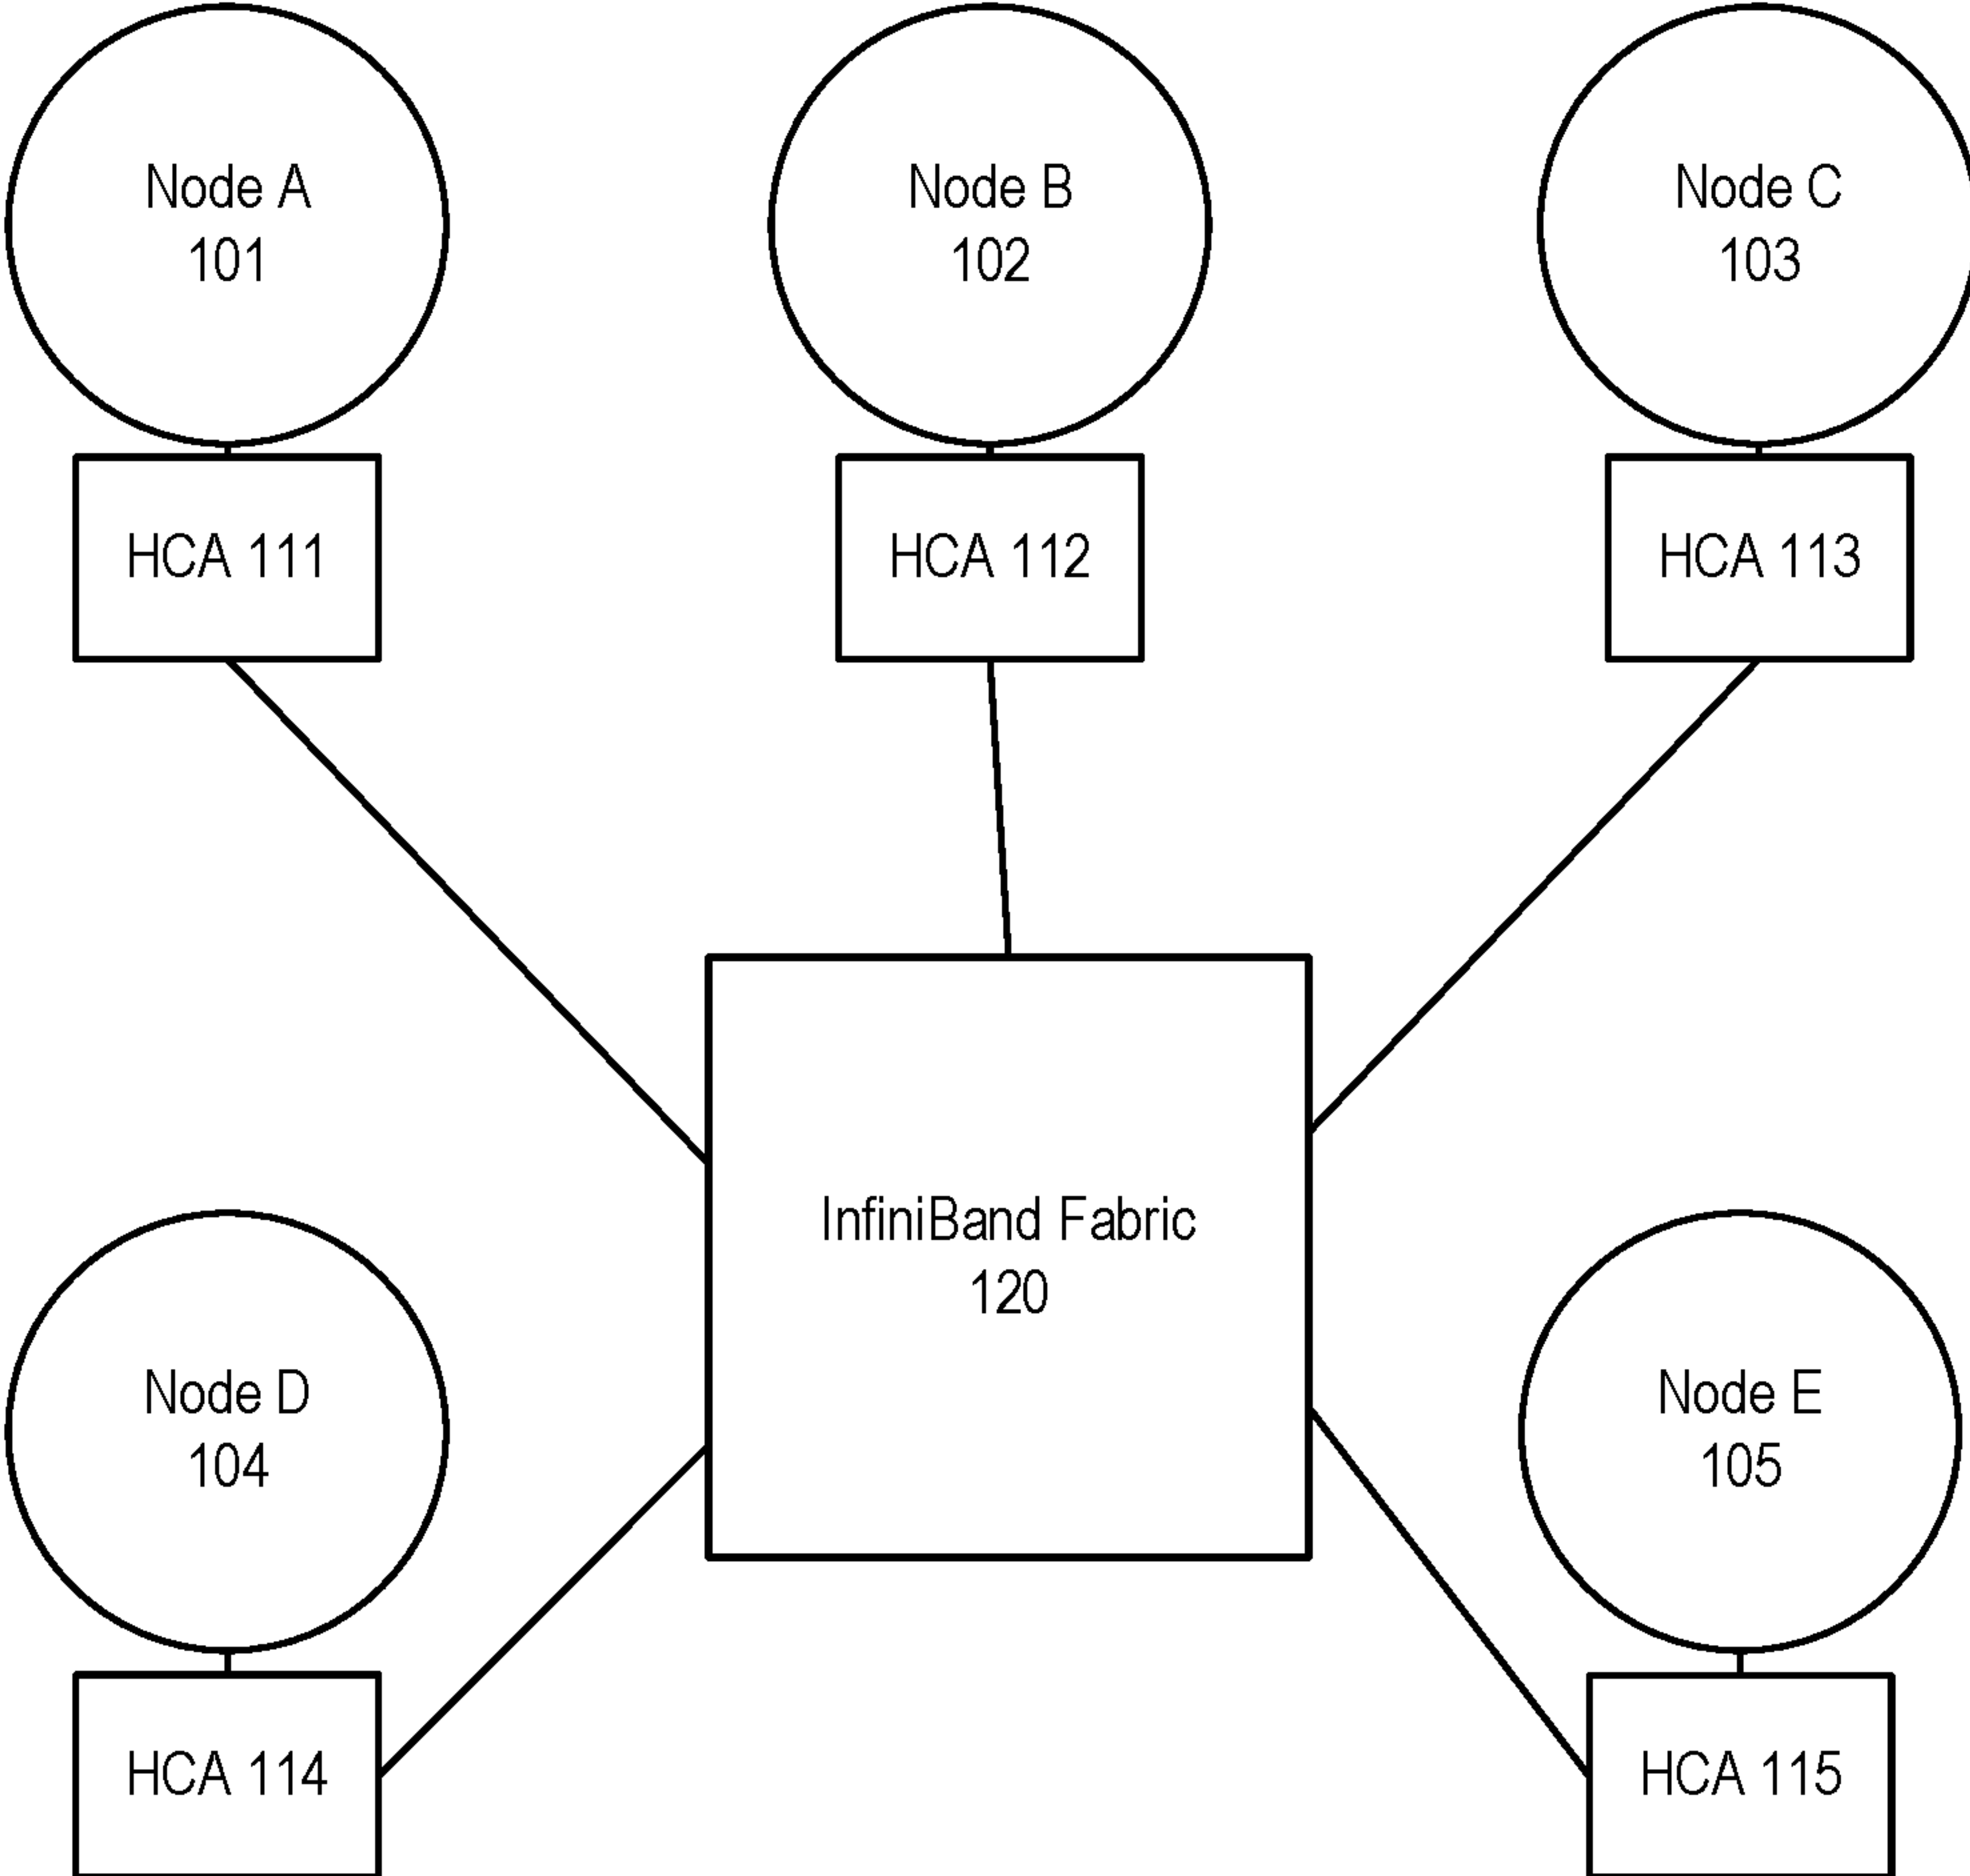 Node A
101
Node B
102
Node C
103
HCA 111
HCA 112
HCA 113
InfiniBand Fabric
120
Node D
104
Node E
105
HCA 114
HCA 115